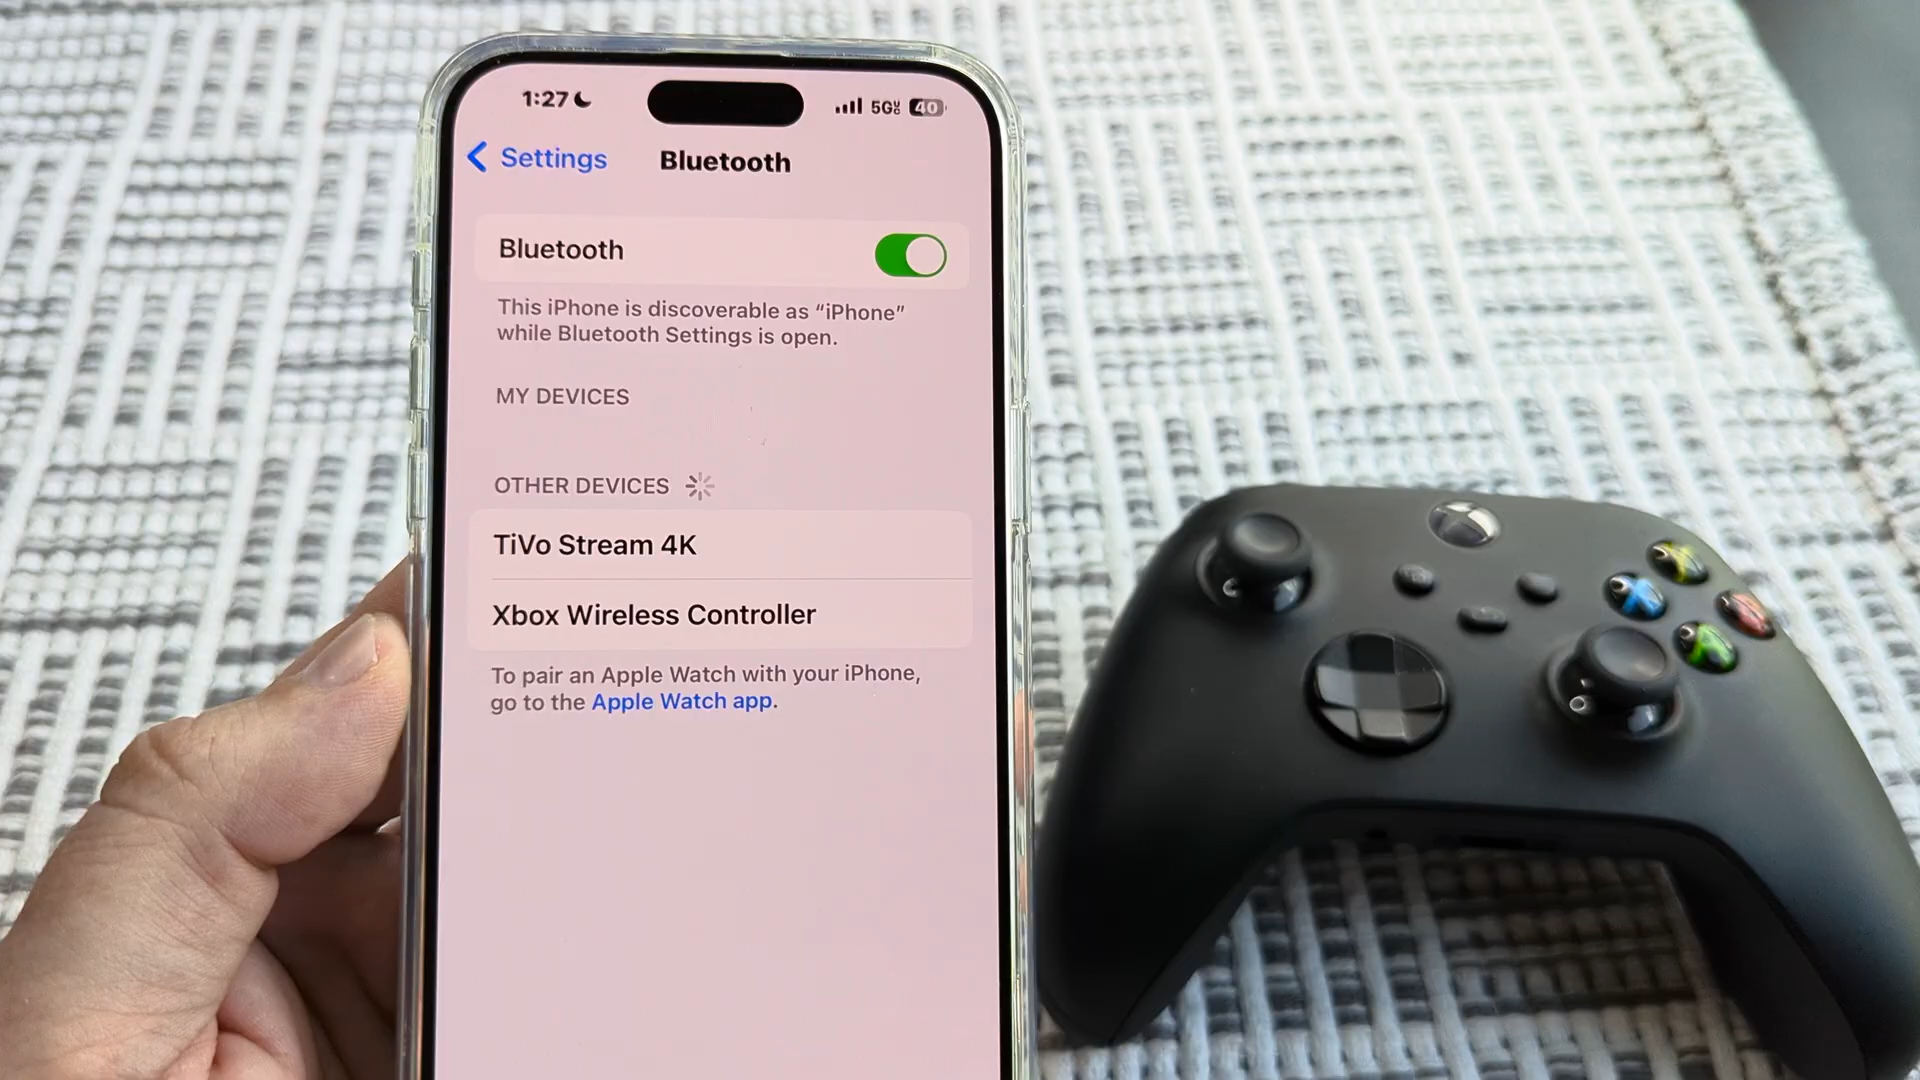 1:27
5G
40
Settings
Bluetooth
Bluetooth
This iPhone is discoverable as “iPhone”
while Bluetooth Settings is open.
MY DEVICES
OTHER DEVICES
TiVo Stream 4K
Xbox Wireless Controller
To pair an Apple Watch with your iPhone,
go to the Apple Watch app.